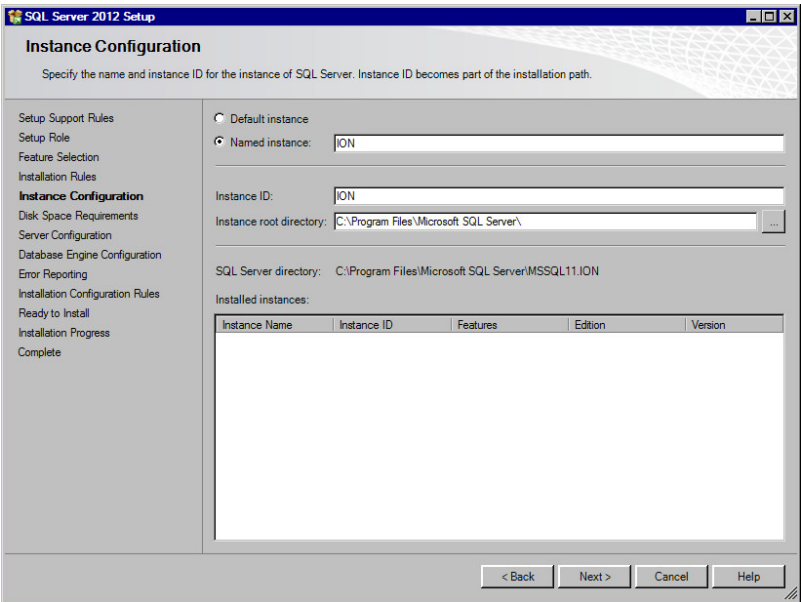 SQL Server 2012 Setup
Instance Configuration
Specify the name and instance ID for the instance of SQL Server. Instance ID becomes part of the installation path.
Setup Support Rules
Setup Role
Feature Selection
Installation Rules
Instance Configuration
Disk Space Requirements
Server Configuration
Database Engine Configuration
Error Reporting
Installation Configuration Rules
Ready to Install
Installation Progress
Complete
Default instance
Named instance: ION
Instance ID: ION
Instance root directory: C:\Program Files\Microsoft SQL Server\ ...
SQL Server directory: C:\Program Files\Microsoft SQL Server\MSSQL11.ION
Installed instances:
Instance Name Instance ID Features Edition Version
< Back Next > Cancel Help